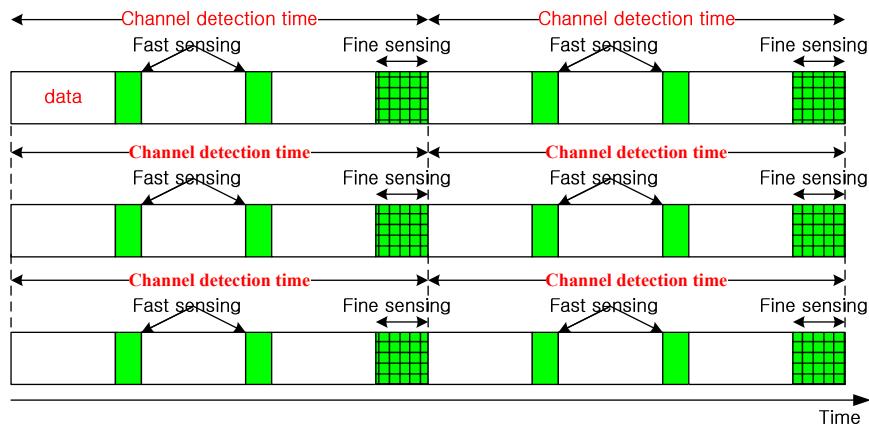 Channel detection time Channel detection time
Fast sensing Fine sensing Fast sensing Fine sensing
data
Channel detection time Channel detection time
Fast sensing Fine sensing Fast sensing Fine sensing
Channel detection time Channel detection time
Fast sensing Fine sensing Fast sensing Fine sensing
Time